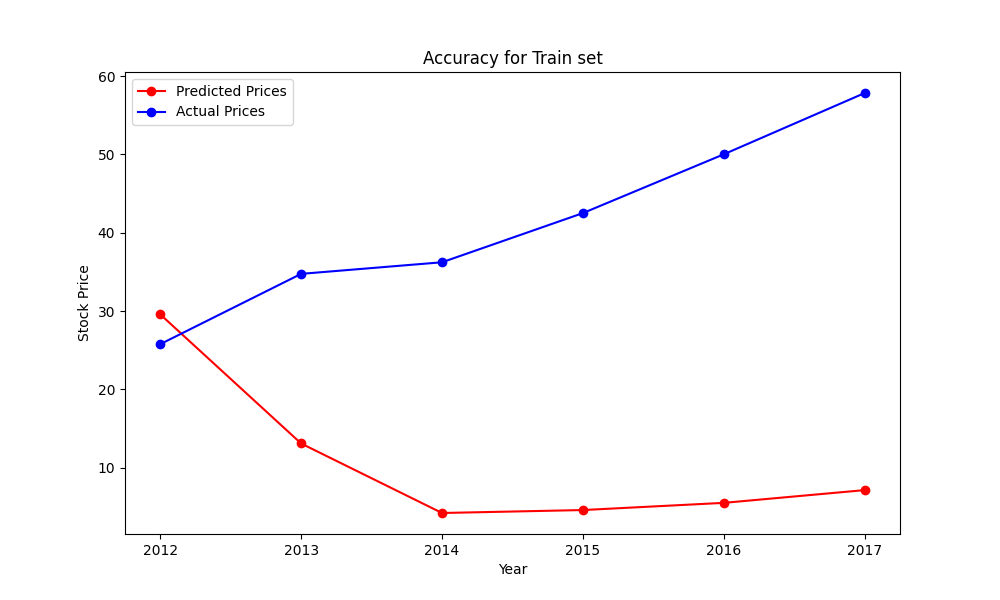 Accuracy for Train set
Predicted Prices
Actual Prices
60
50
40
30
20
10
Stock Price
2012 2013 2014 2015 2016 2017
Year